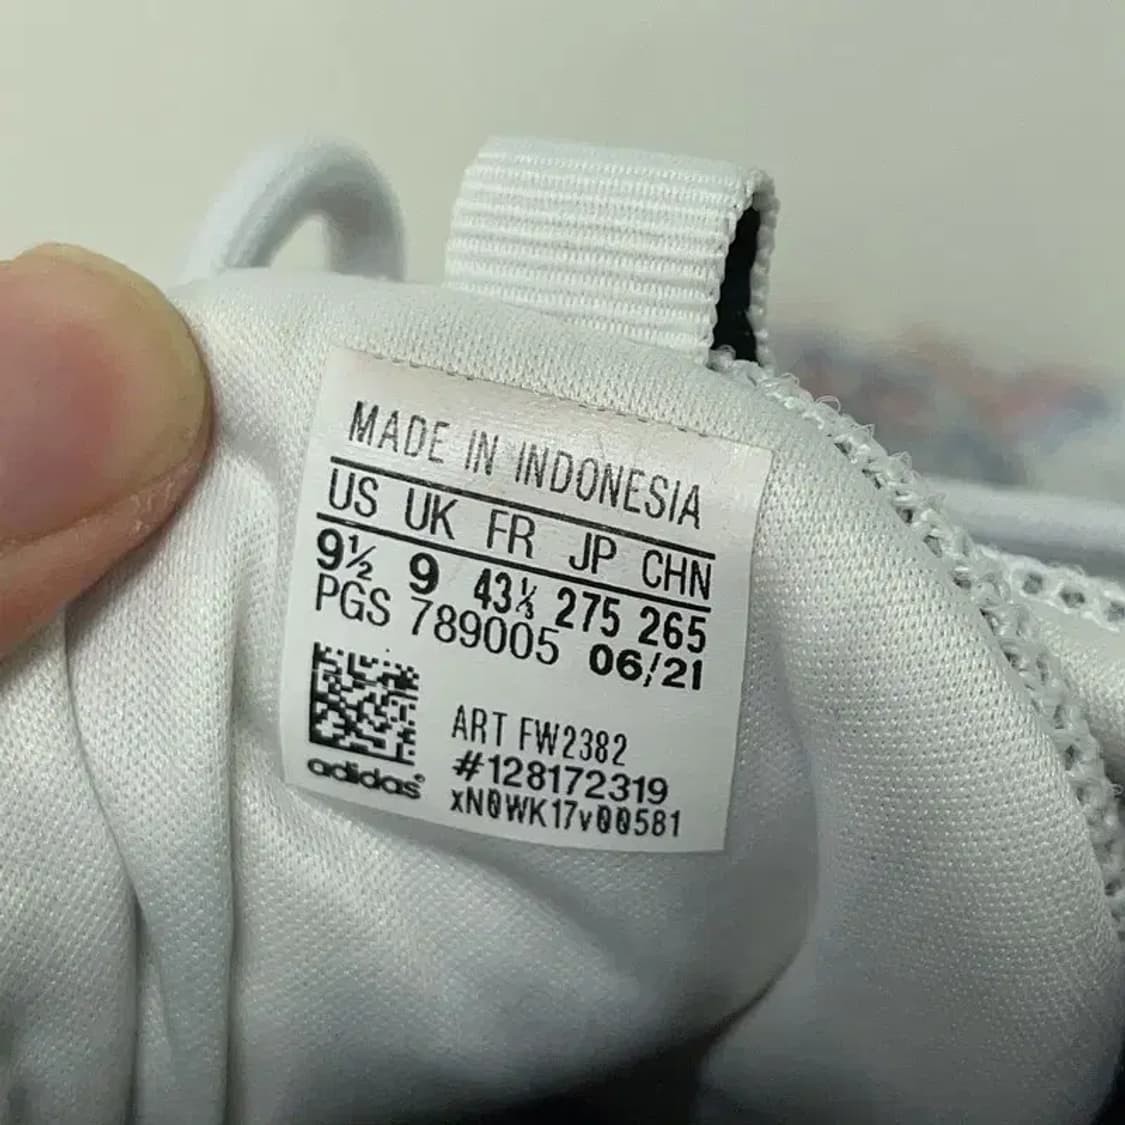 MADE IN INDONESIA
US UK FR JP CHN
9½ 9 43⅓ 275 265
PGS 789005 06/21
ART FW2382
#128172319
adidas®
xN0WK17v00581